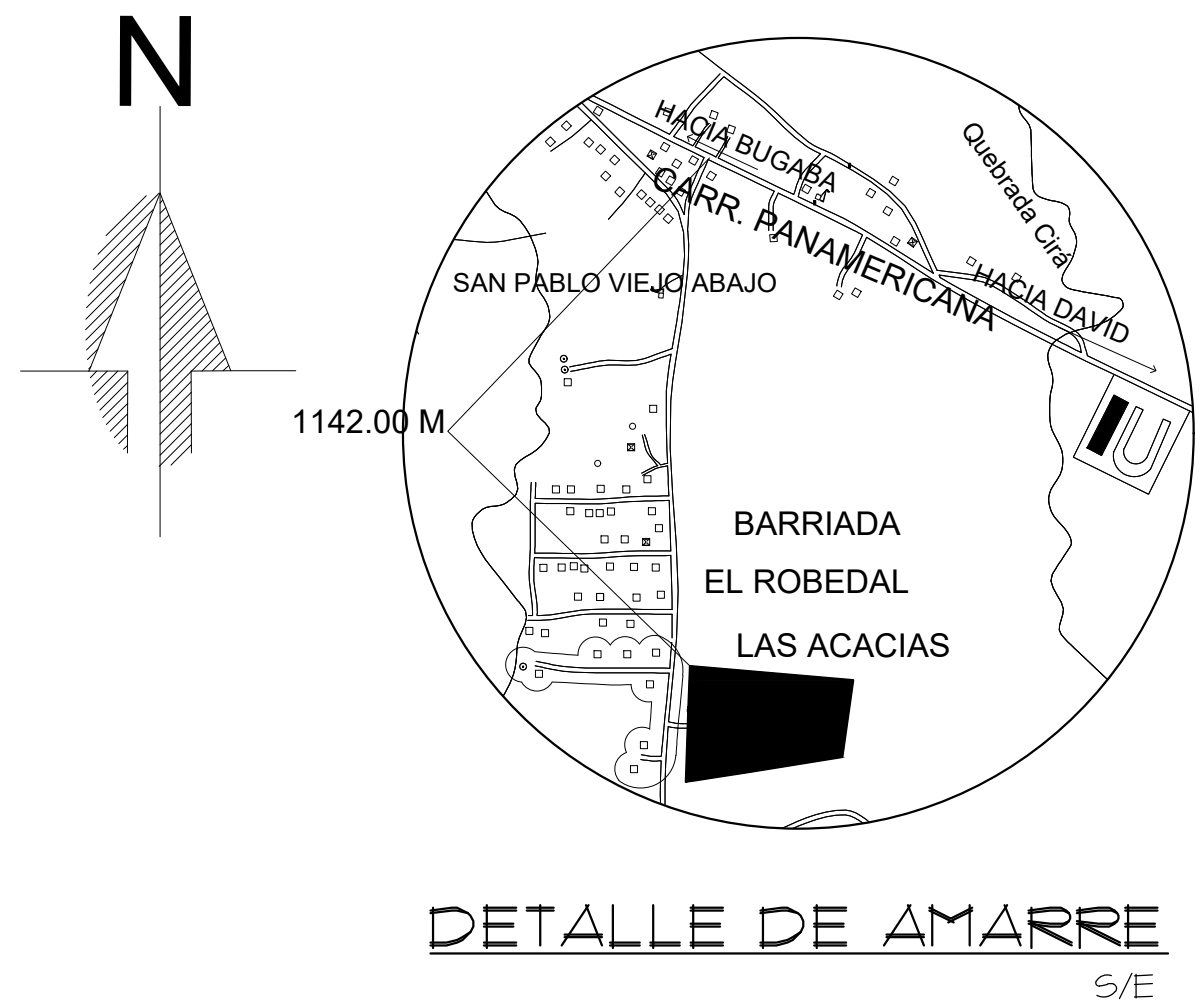 N
HACIA BUGABA
CARR. PANAMERICANA
Quebrada Cirá
HACIA DAVID
SAN PABLO VIEJO ABAJO
1142.00 M
BARRIADA
EL ROBEDAL
LAS ACACIAS
DETALLE DE AMARRE
S/E